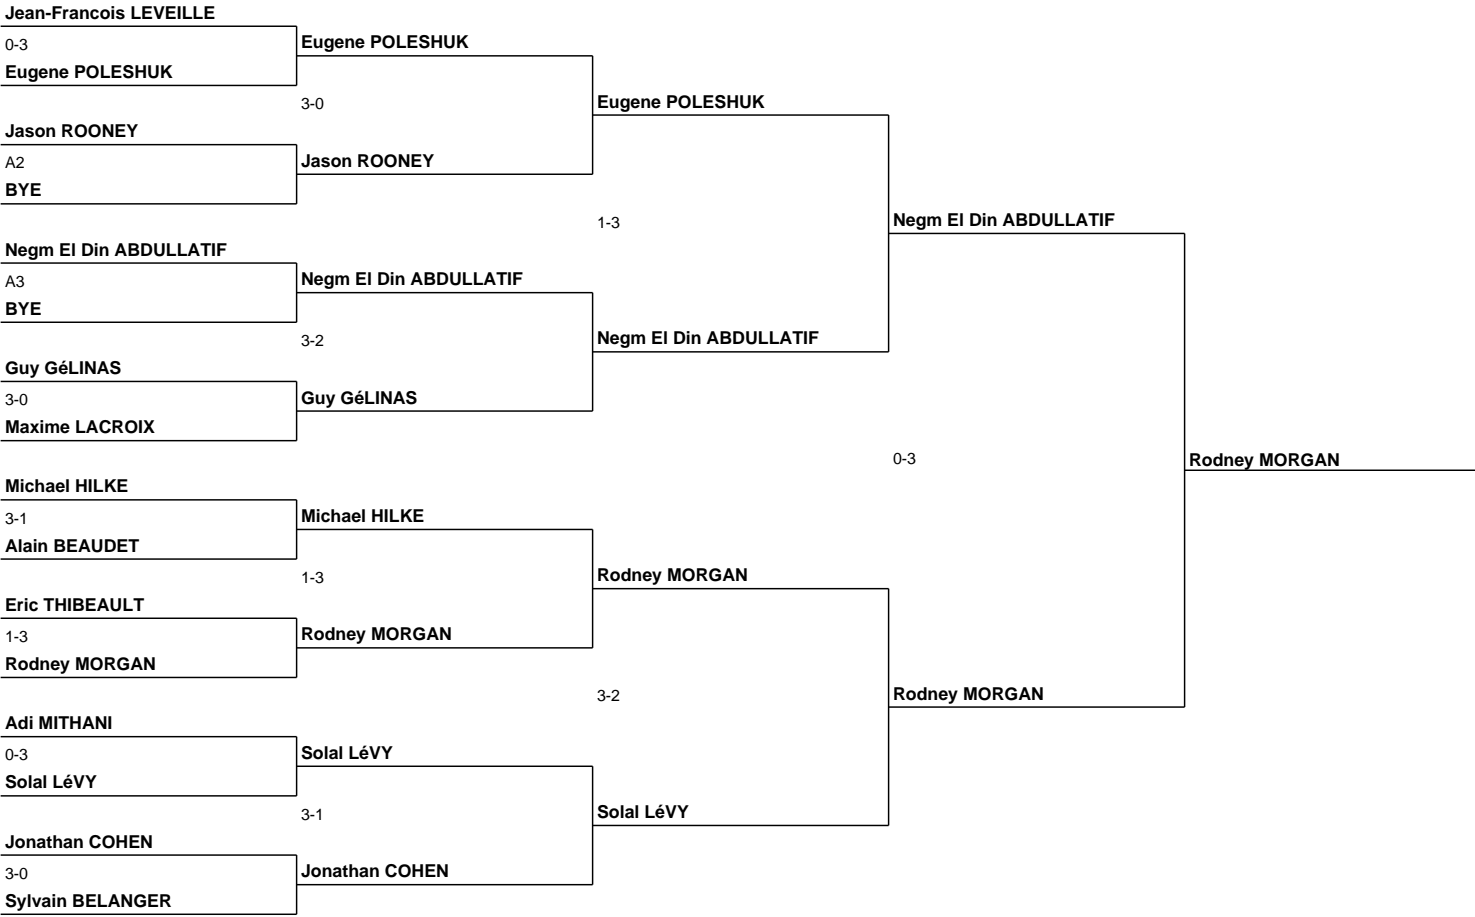 Jean-Francois LEVEILLE
0-3
Eugene POLESHUK
Eugene POLESHUK
3-0
Eugene POLESHUK
Jason ROONEY
A2
BYE
Jason ROONEY
1-3
Negm El Din ABDULLATIF
Negm El Din ABDULLATIF
A3
BYE
Negm El Din ABDULLATIF
3-2
Negm El Din ABDULLATIF
Guy GéLINAS
3-0
Maxime LACROIX
Guy GéLINAS
0-3
Rodney MORGAN
Michael HILKE
3-1
Alain BEAUDET
Michael HILKE
1-3
Rodney MORGAN
Eric THIBEAULT
1-3
Rodney MORGAN
Rodney MORGAN
3-2
Rodney MORGAN
Adi MITHANI
0-3
Solal LéVY
Solal LéVY
3-1
Solal LéVY
Jonathan COHEN
3-0
Sylvain BELANGER
Jonathan COHEN